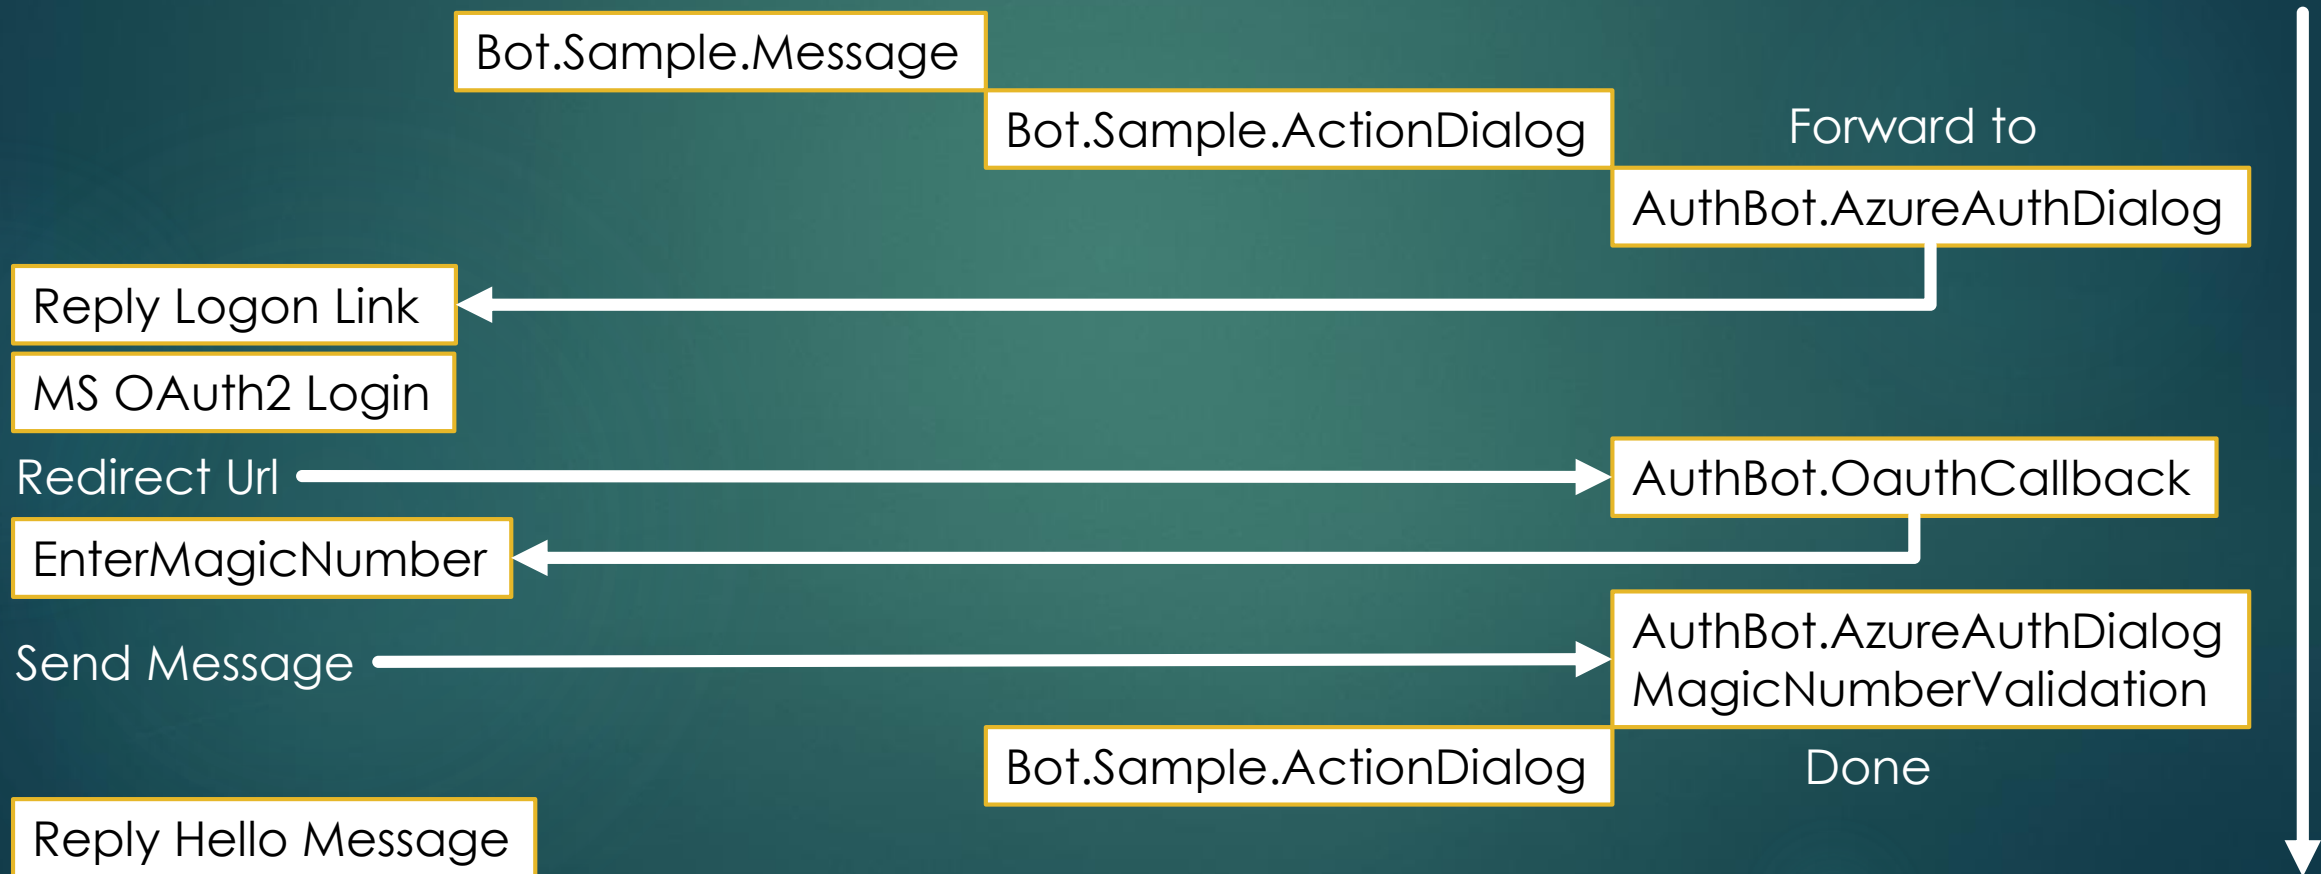 Bot.Sample.Message
Bot.Sample.ActionDialog
Forward to
AuthBot.AzureAuthDialog
Reply Logon Link
MS OAuth2 Login
Redirect Url
AuthBot.OauthCallback
EnterMagicNumber
Send Message
AuthBot.AzureAuthDialog
MagicNumberValidation
Bot.Sample.ActionDialog
Done
Reply Hello Message